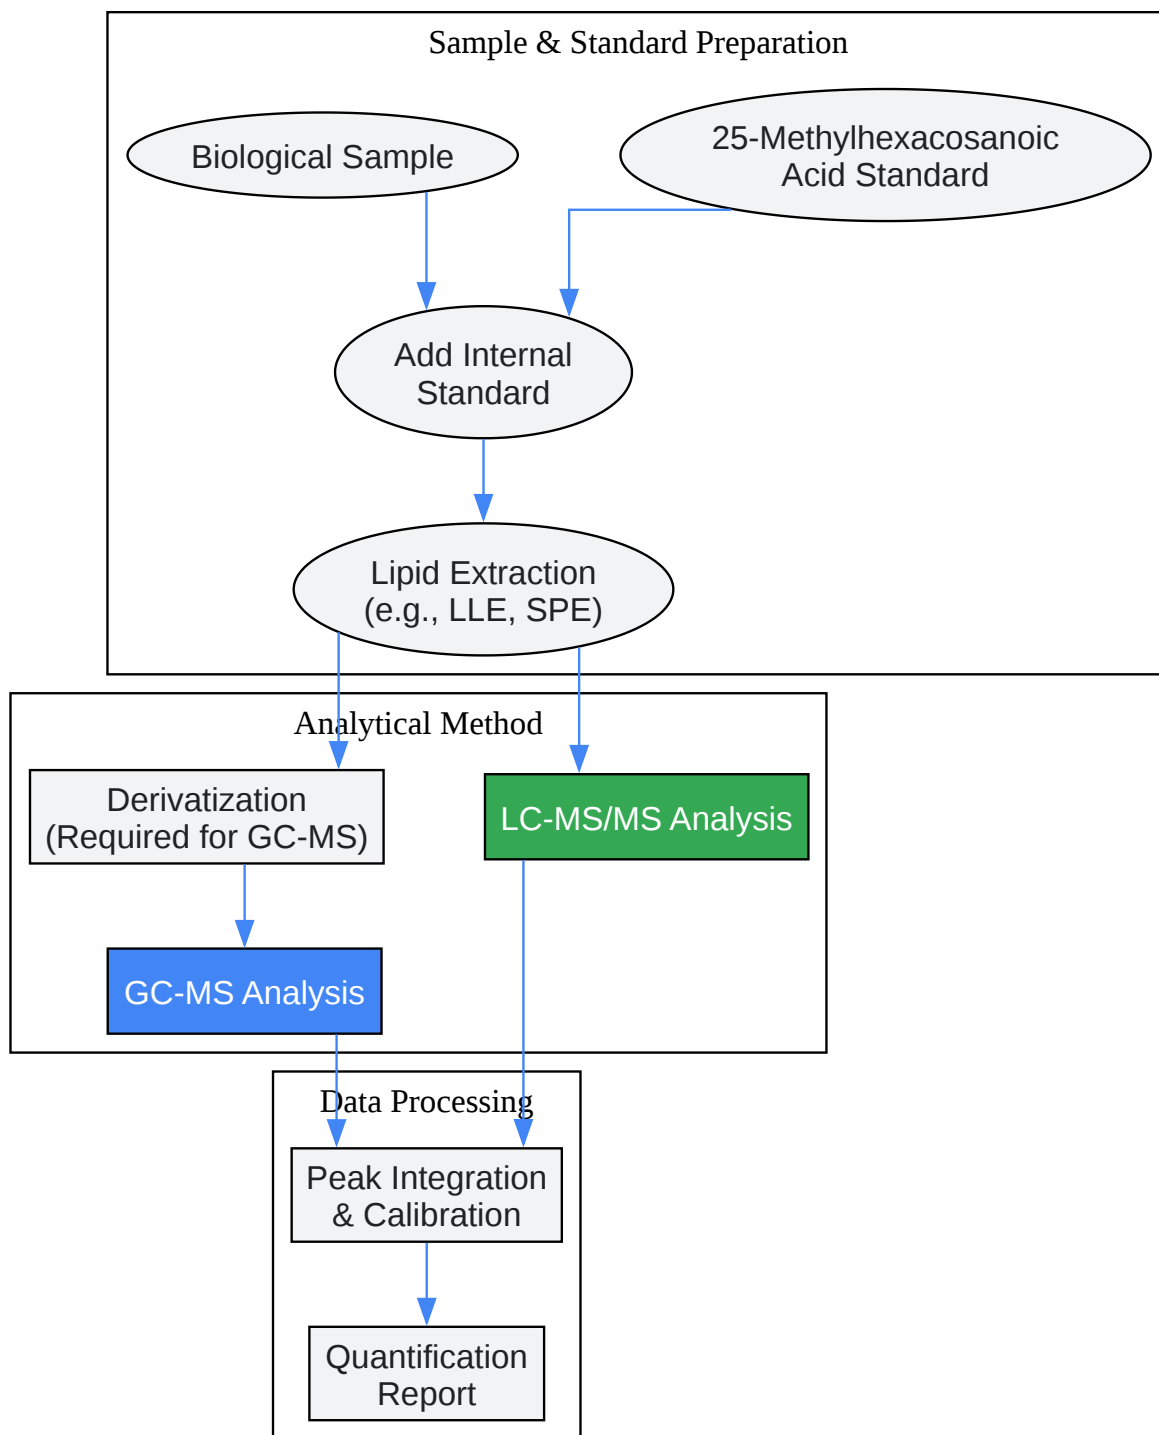 Sample & Standard Preparation
Biological Sample
25-Methylhexacosanoic
Acid Standard
Add Internal
Standard
Lipid Extraction
(e.g., LLE, SPE)
Analytical Method
Derivatization
(Required for GC-MS)
LC-MS/MS Analysis
GC-MS Analysis
Data Processing
Peak Integration
& Calibration
Quantification
Report